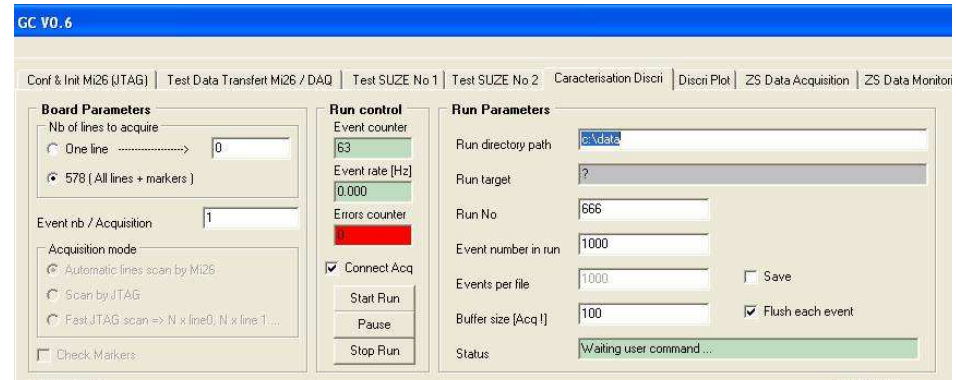 GC V0.6
Conf & Init Mi26 (JTAG) Test Data Transfert Mi26 / DAQ Test SUZE No 1 Test SUZE No 2 Caracterisation Discri Discri Plot ZS Data Acquisition ZS Data Monitori
Board Parameters
Nb of lines to acquire
One line ------------------> 0
578 ( All lines + markers )
Event nb / Acquisition 1
Acquisition mode
Automatic lines scan by Mi26
Scan by JTAG
Fast JTAG scan => N x line0, N x line 1....
Check Markers
Run control
Event counter
63
Event rate [Hz]
0.000
Errors counter
0
Connect Acq
Start Run
Pause
Stop Run
Run Parameters
Run directory path c:\data
Run target ?
Run No 666
Event number in run 1000
Events per file 1000 Save
Buffer size [Acq !] 100 Flush each event
Status Waiting user command ...